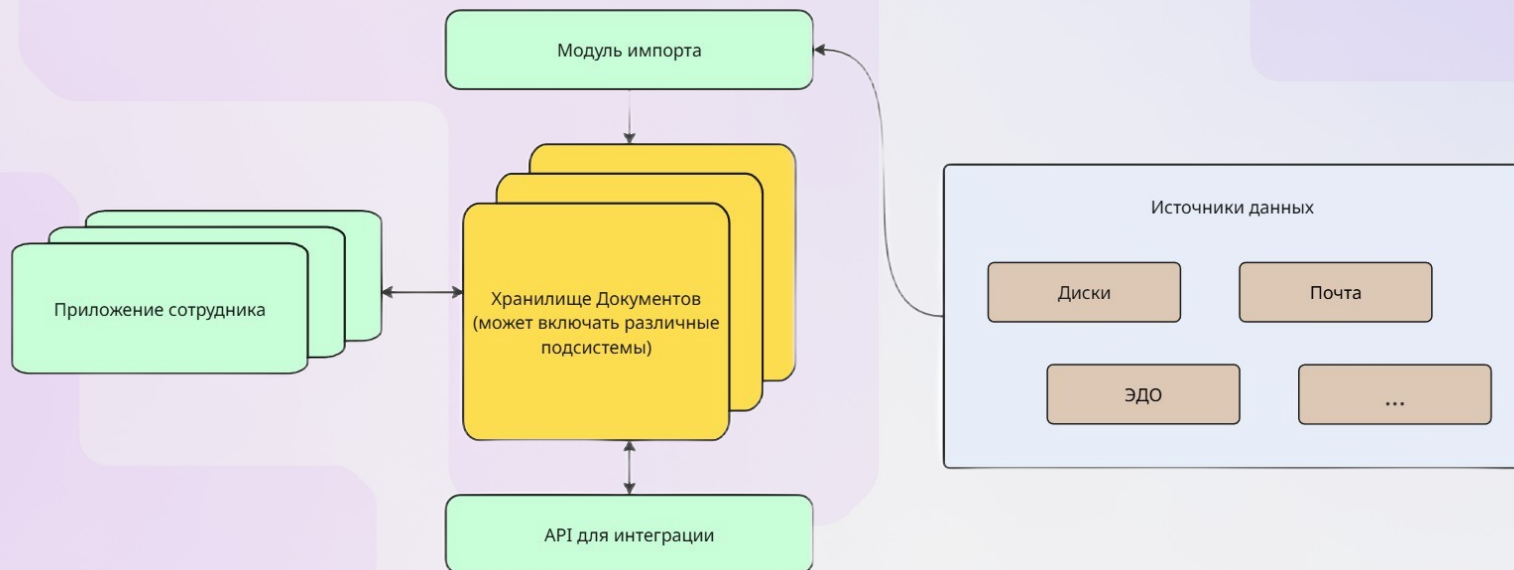 Модуль импорта
Источники данных
Диски
Почта
Приложение сотрудника
Хранилище Документов
(может включать различные
подсистемы)
ЭДО
...
API для интеграции